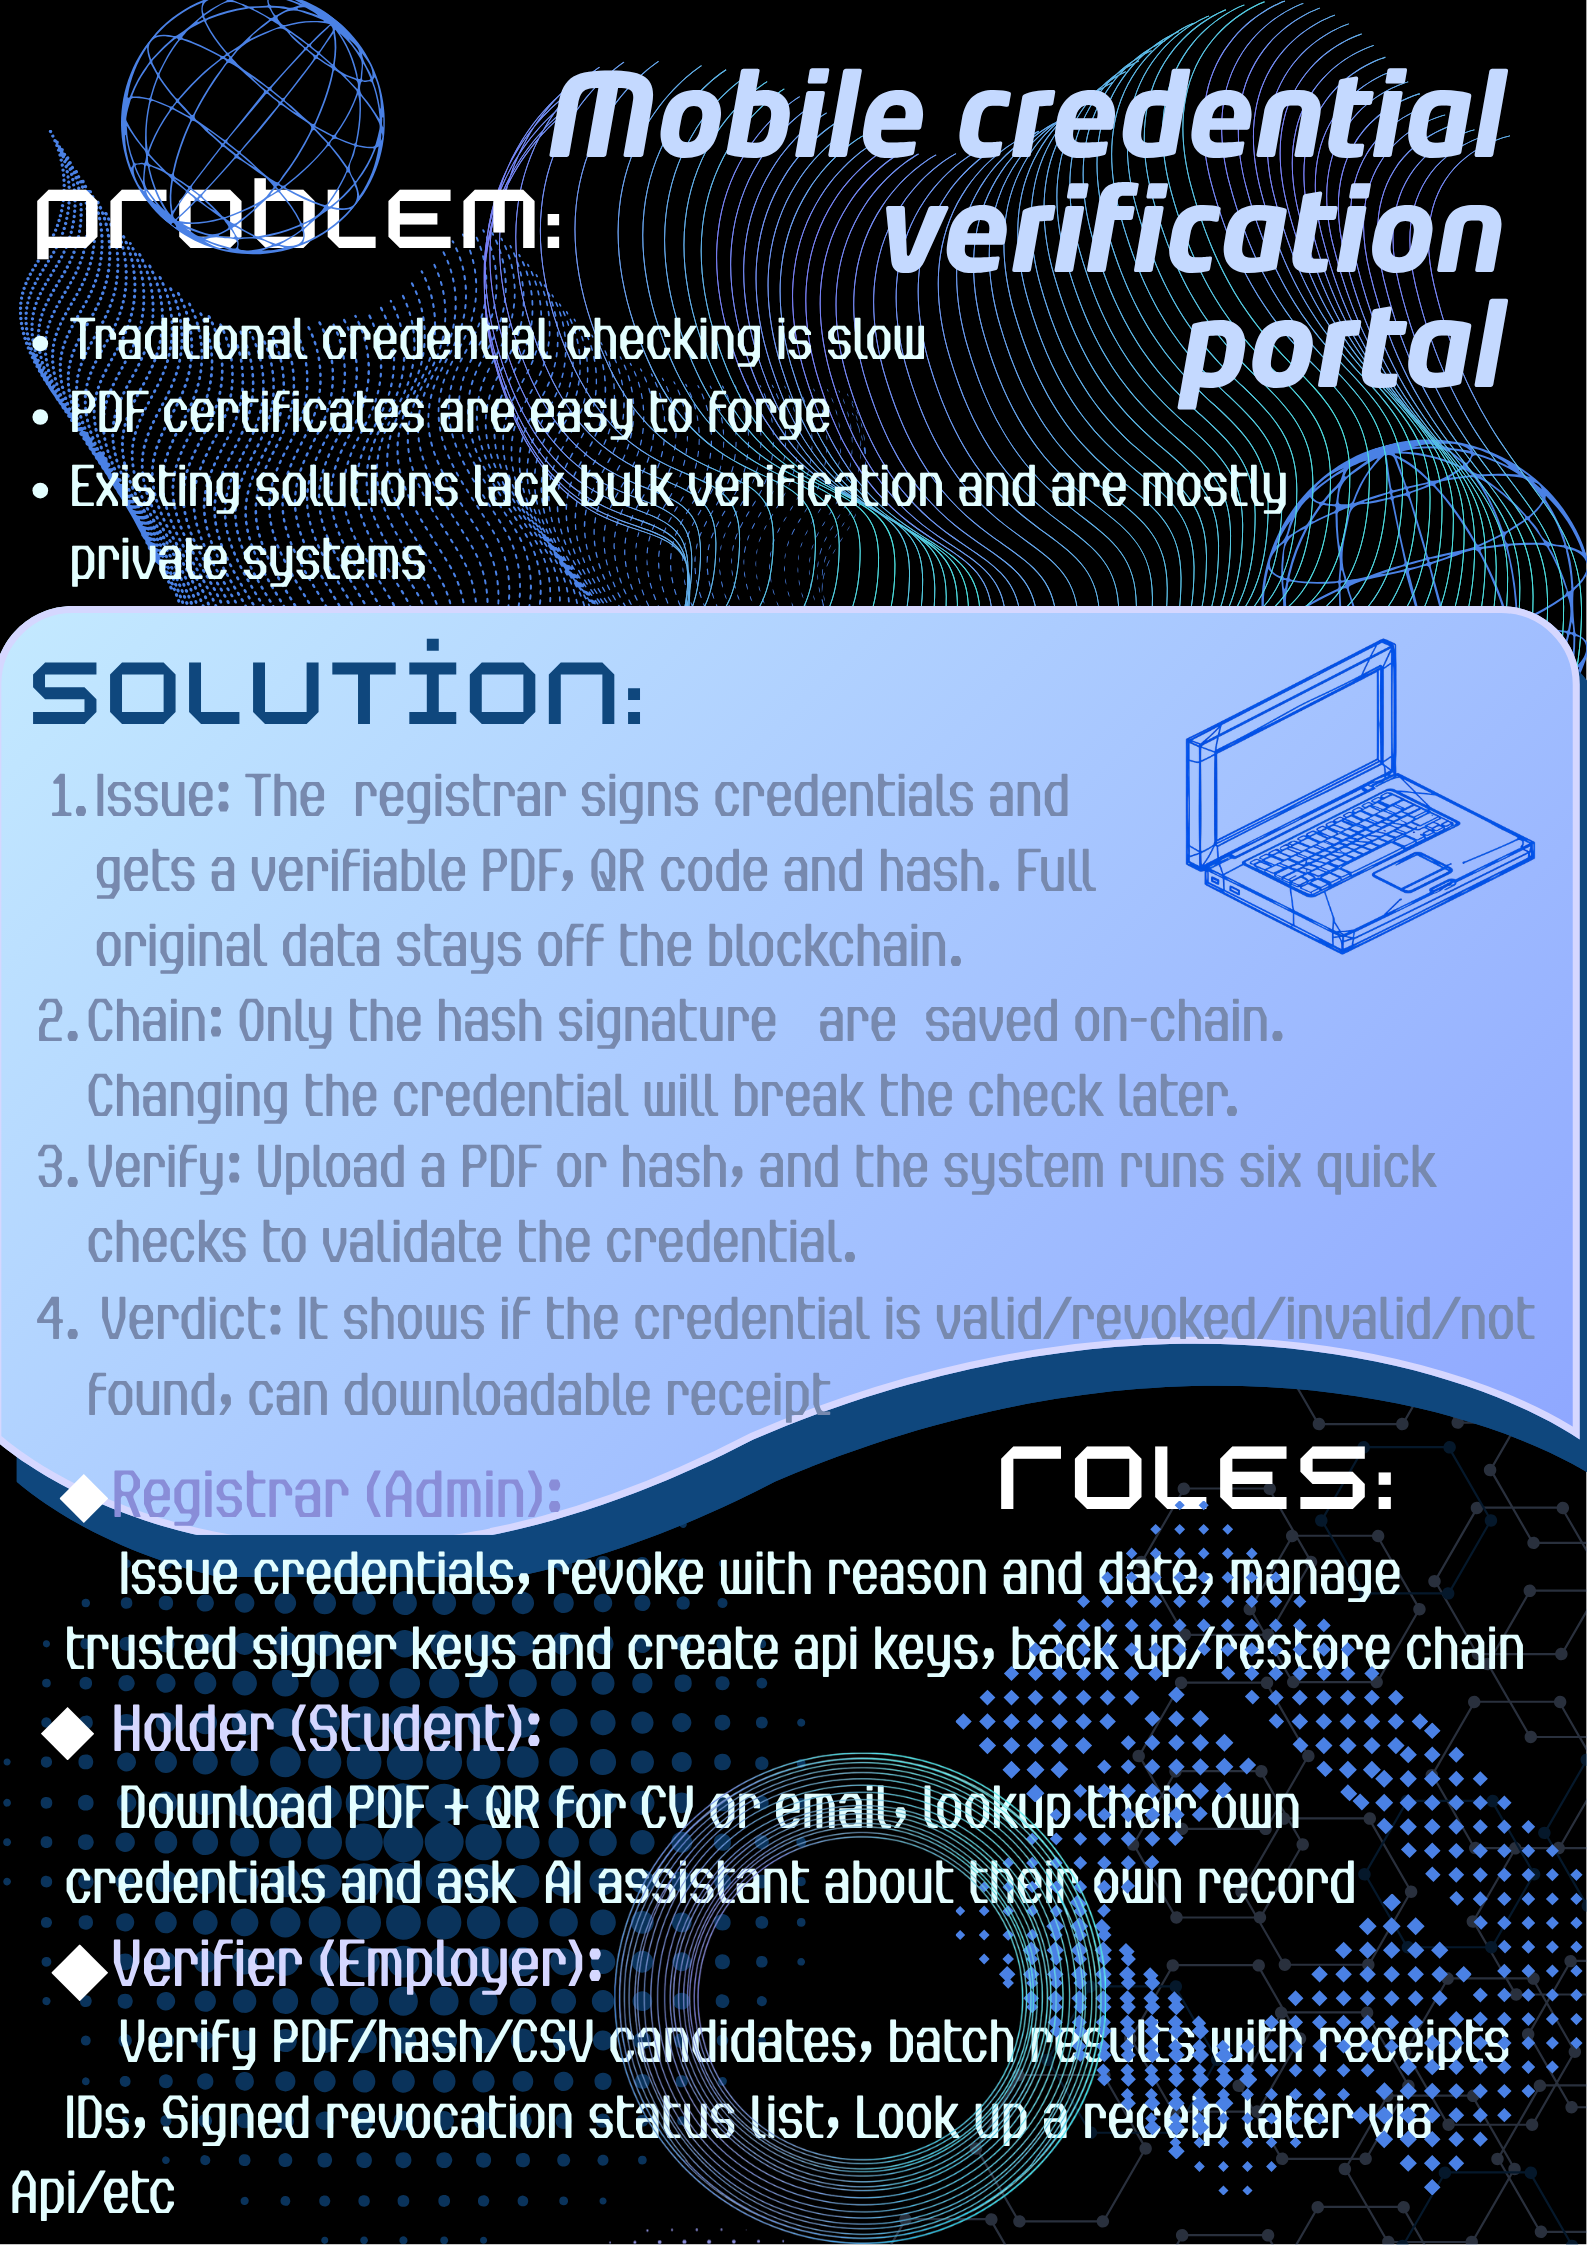 Mobile credential
verification
portal
problem:
• Traditional credential checking is slow
• PDF certificates are easy to forge
• Existing solutions lack bulk verification and are mostly
private systems
SOLUTION:
1. Issue: The registrar signs credentials and
gets a verifiable PDF, QR code and hash. Full
original data stays off the blockchain.
2. Chain: Only the hash signature are saved on-chain.
Changing the credential will break the check later.
3. Verify: Upload a PDF or hash, and the system runs six quick
checks to validate the credential.
4. Verdict: It shows if the credential is valid/revoked/invalid/not
found, can downloadable receipt
roles:
Registrar (Admin):
Issue credentials, revoke with reason and date, manage
trusted signer keys and create api keys, back up/restore chain
Holder (Student):
Download PDF + QR for CV or email, lookup their own
credentials and ask AI assistant about their own record
Verifier (Employer):
Verify PDF/hash/CSV candidates, batch results with receipts
IDs, Signed revocation status list, Look up a receip later via
Api/etc